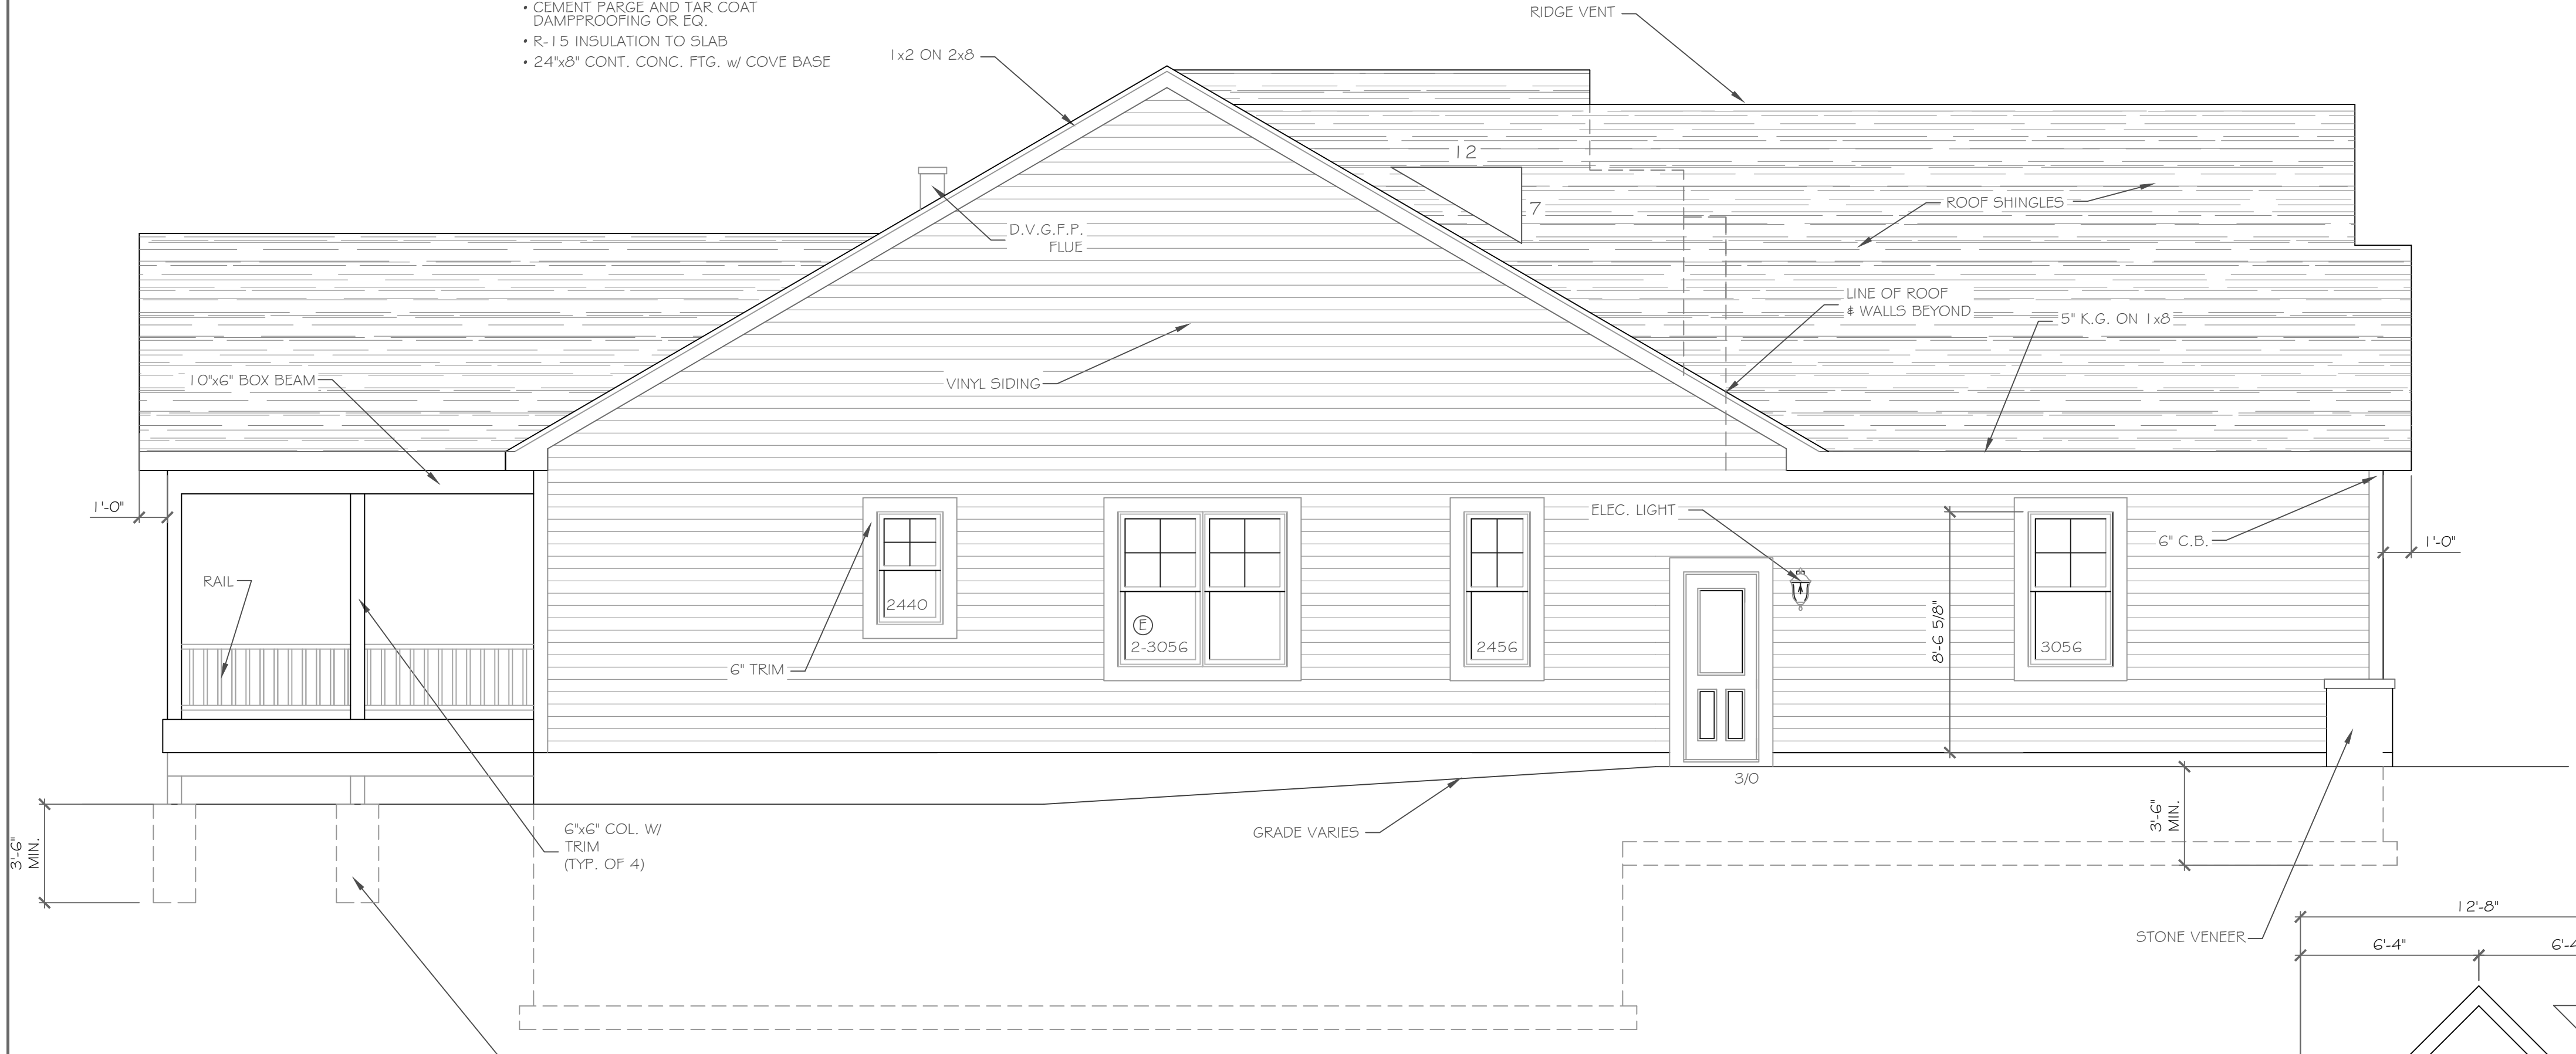 • CEMENT PARGE AND TAR COAT
DAMPPROOFING OR EQ.
• R-15 INSULATION TO SLAB
• 24"x8" CONT. CONC. FTG. w/ COVE BASE
1x2 ON 2x8
RIDGE VENT
12
7
ROOF SHINGLES
D.V.G.F.P.
FLUE
LINE OF ROOF
& WALLS BEYOND
5" K.G. ON 1x8
10"x6" BOX BEAM
VINYL SIDING
1'-0"
ELEC. LIGHT
6" C.B.
1'-0"
RAIL
2440
E
2-3056
2456
8'-6 5/8"
3056
6" TRIM
3/0
3'-6"
MIN.
6"x6" COL. W/
TRIM
(TYP. OF 4)
GRADE VARIES
3'-6"
MIN.
STONE VENEER
12'-8"
6'-4"
6'-4